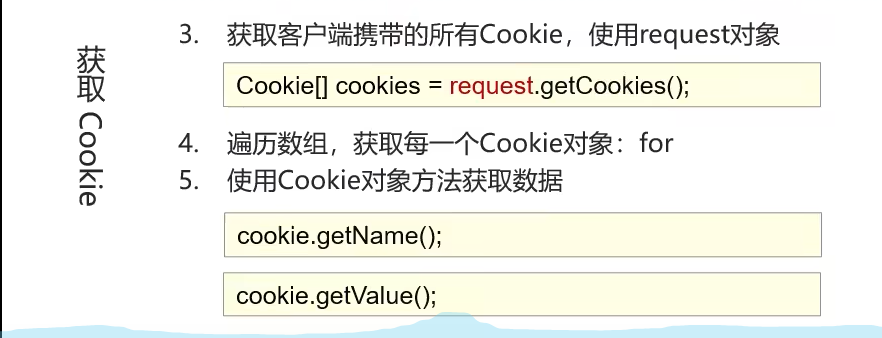 获取 Cookie
3. 获取客户端携带的所有Cookie，使用request对象
Cookie[] cookies = request.getCookies();
4. 遍历数组，获取每一个Cookie对象：for
5. 使用Cookie对象方法获取数据
cookie.getName();
cookie.getValue();